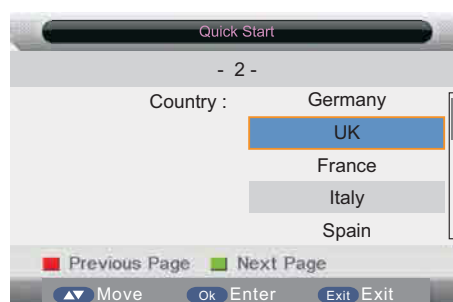 Quick Start
- 2 -
Country : Germany
UK
France
Italy
Spain
Previous Page Next Page
Move Ok Enter Exit Exit